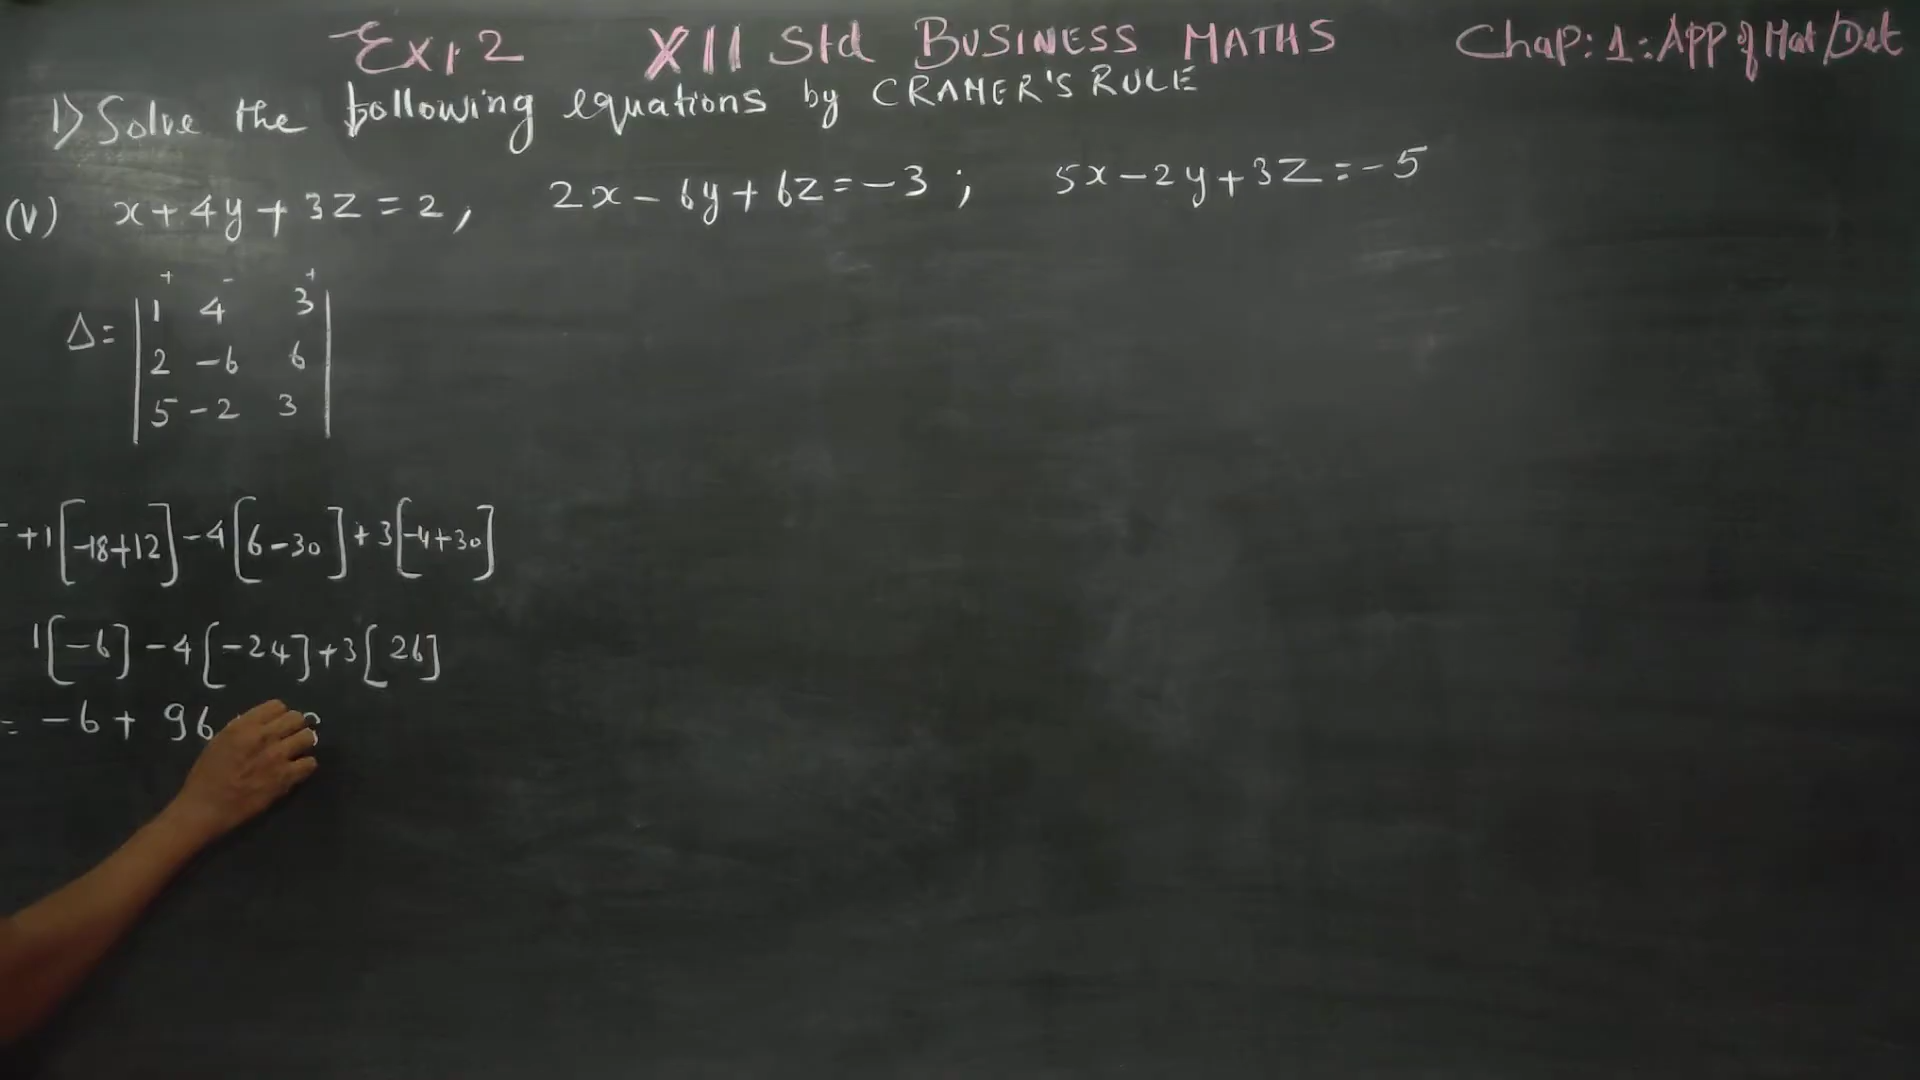 Ex 1.2 XII Std BUSINESS MATHS Chap: 1: App of Mat/Det
1) Solve the following equations by CRAMER'S RULE
(V) x + 4y + 3z = 2, 2x - 6y + 6z = -3 ; 5x - 2y + 3z = -5
+ - +
Δ = | 1 4 3 |
| 2 -6 6 |
| 5 -2 3 |
+1[-18+12] -4[6-30] +3[-4+30]
1[-6] -4[-24] +3[26]
= -6 + 96